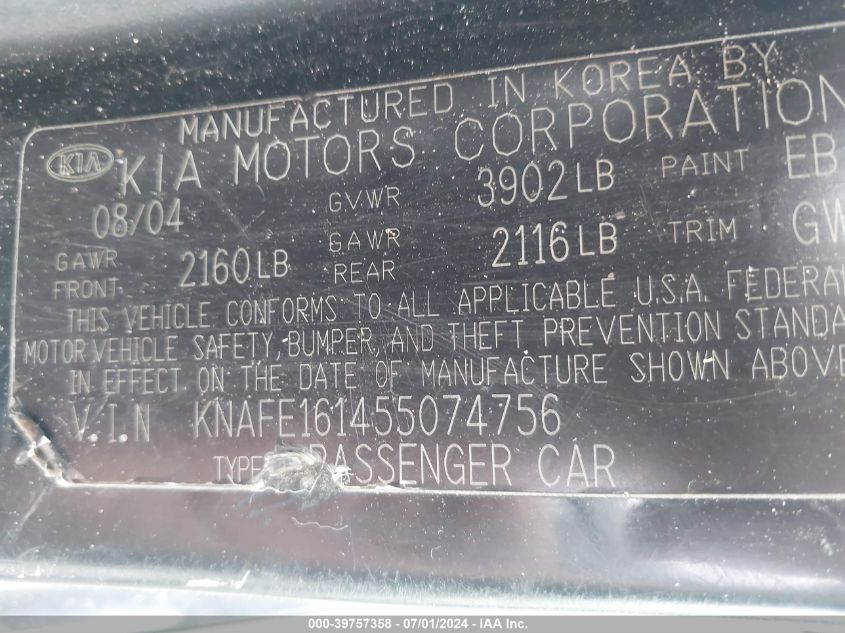 MANUFACTURED IN KOREA BY
KIA KIA MOTORS CORPORATION
08/04 GVWR 3902LB PAINT EB
GAWR FRONT 2160LB GAWR REAR 2116LB TRIM GW
THIS VEHICLE CONFORMS TO ALL APPLICABLE U.S.A. FEDERAL
MOTOR VEHICLE SAFETY, BUMPER, AND THEFT PREVENTION STANDA
IN EFFECT ON THE DATE OF MANUFACTURE SHOWN ABOVE
V.I.N KNAFE161455074756
TYPE PASSENGER CAR
000-39757358 - 07/01/2024 - IAA Inc.